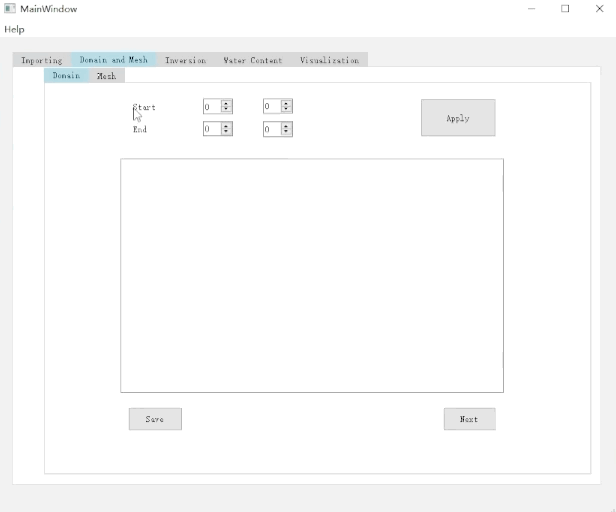 MainWindow
Help
Importing Domain and Mesh Inversion Water Content Visualization
Domain Mesh
Start 0 0
End 0 0
Apply
Save Next